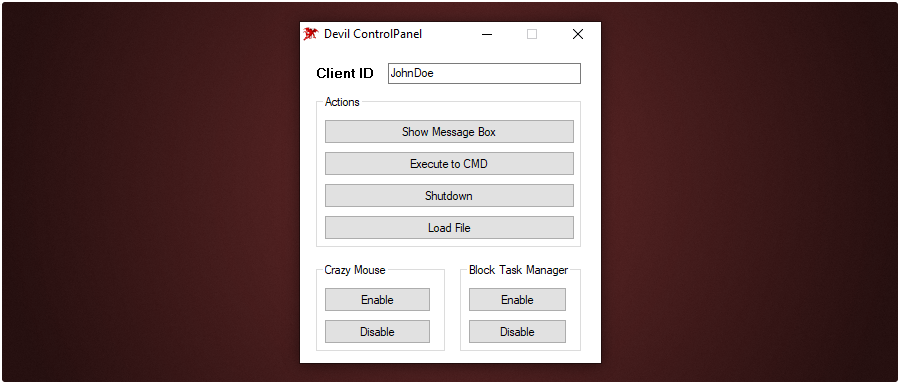 Devil ControlPanel
Client ID JohnDoe
Actions
Show Message Box
Execute to CMD
Shutdown
Load File
Crazy Mouse Block Task Manager
Enable Enable
Disable Disable